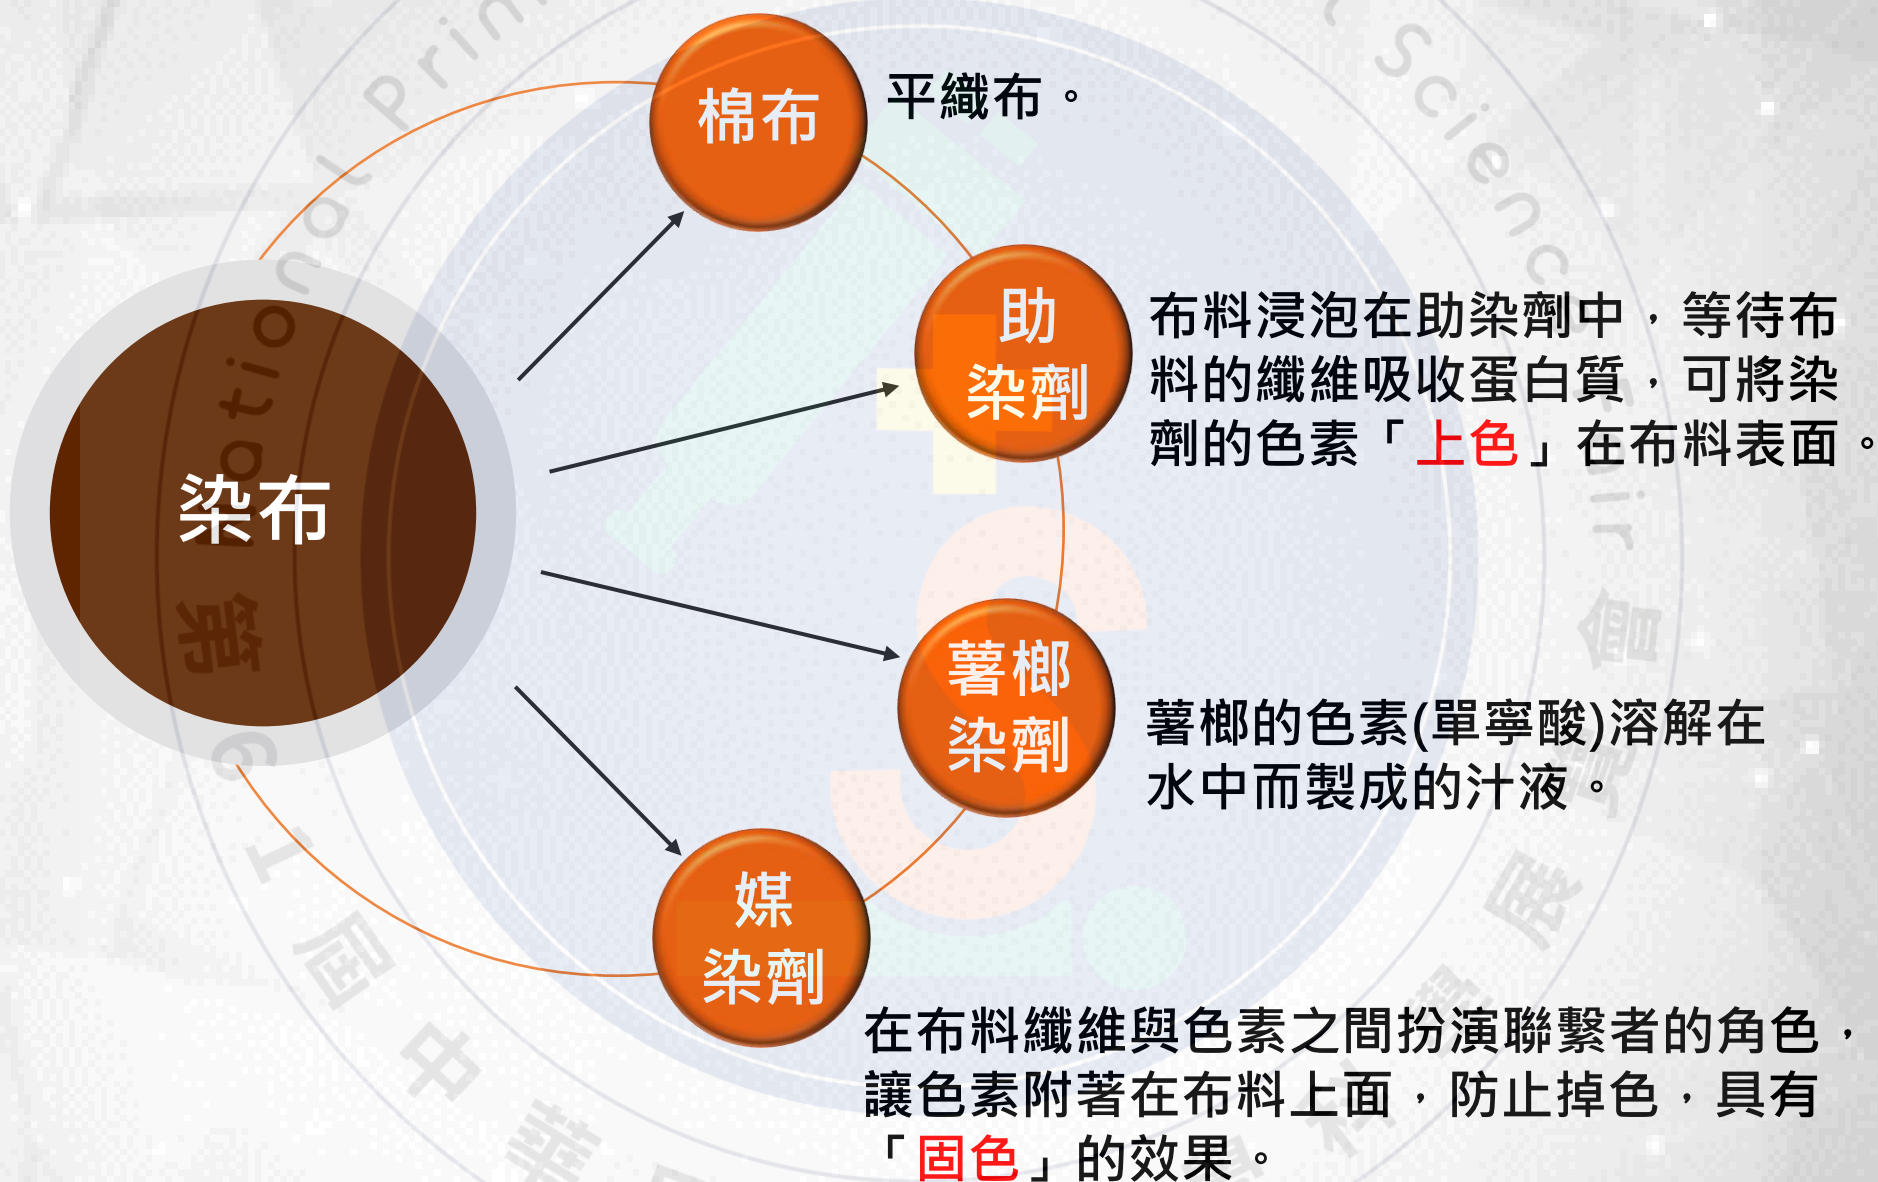 棉布
平織布。
助
染劑
布料浸泡在助染劑中，等待布
料的纖維吸收蛋白質，可將染
劑的色素「上色」在布料表面。
染布
薯榔
染劑
薯榔的色素(單寧酸)溶解在
水中而製成的汁液。
媒
染劑
在布料纖維與色素之間扮演聯繫者的角色，
讓色素附著在布料上面，防止掉色，具有
「固色」的效果。